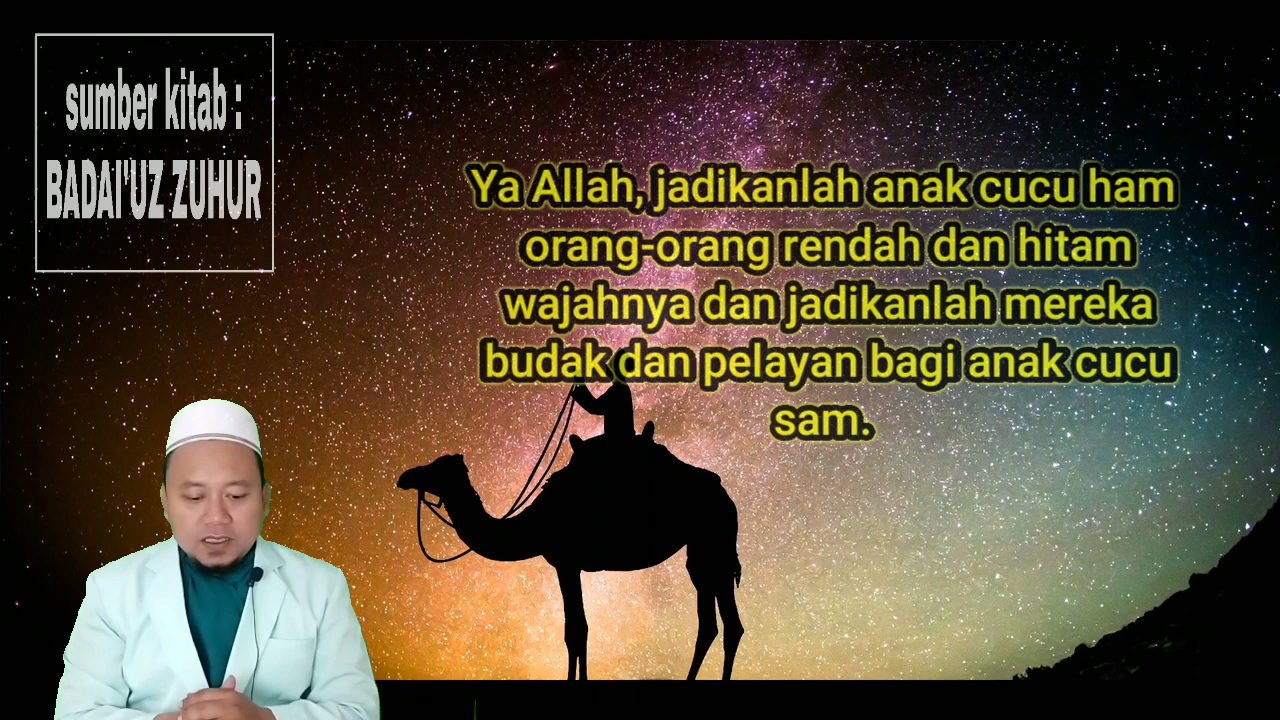 sumber kitab :
BADAI'UZ ZUHUR
Ya Allah, jadikanlah anak cucu ham
orang-orang rendah dan hitam
wajahnya dan jadikanlah mereka
budak dan pelayan bagi anak cucu
sam.